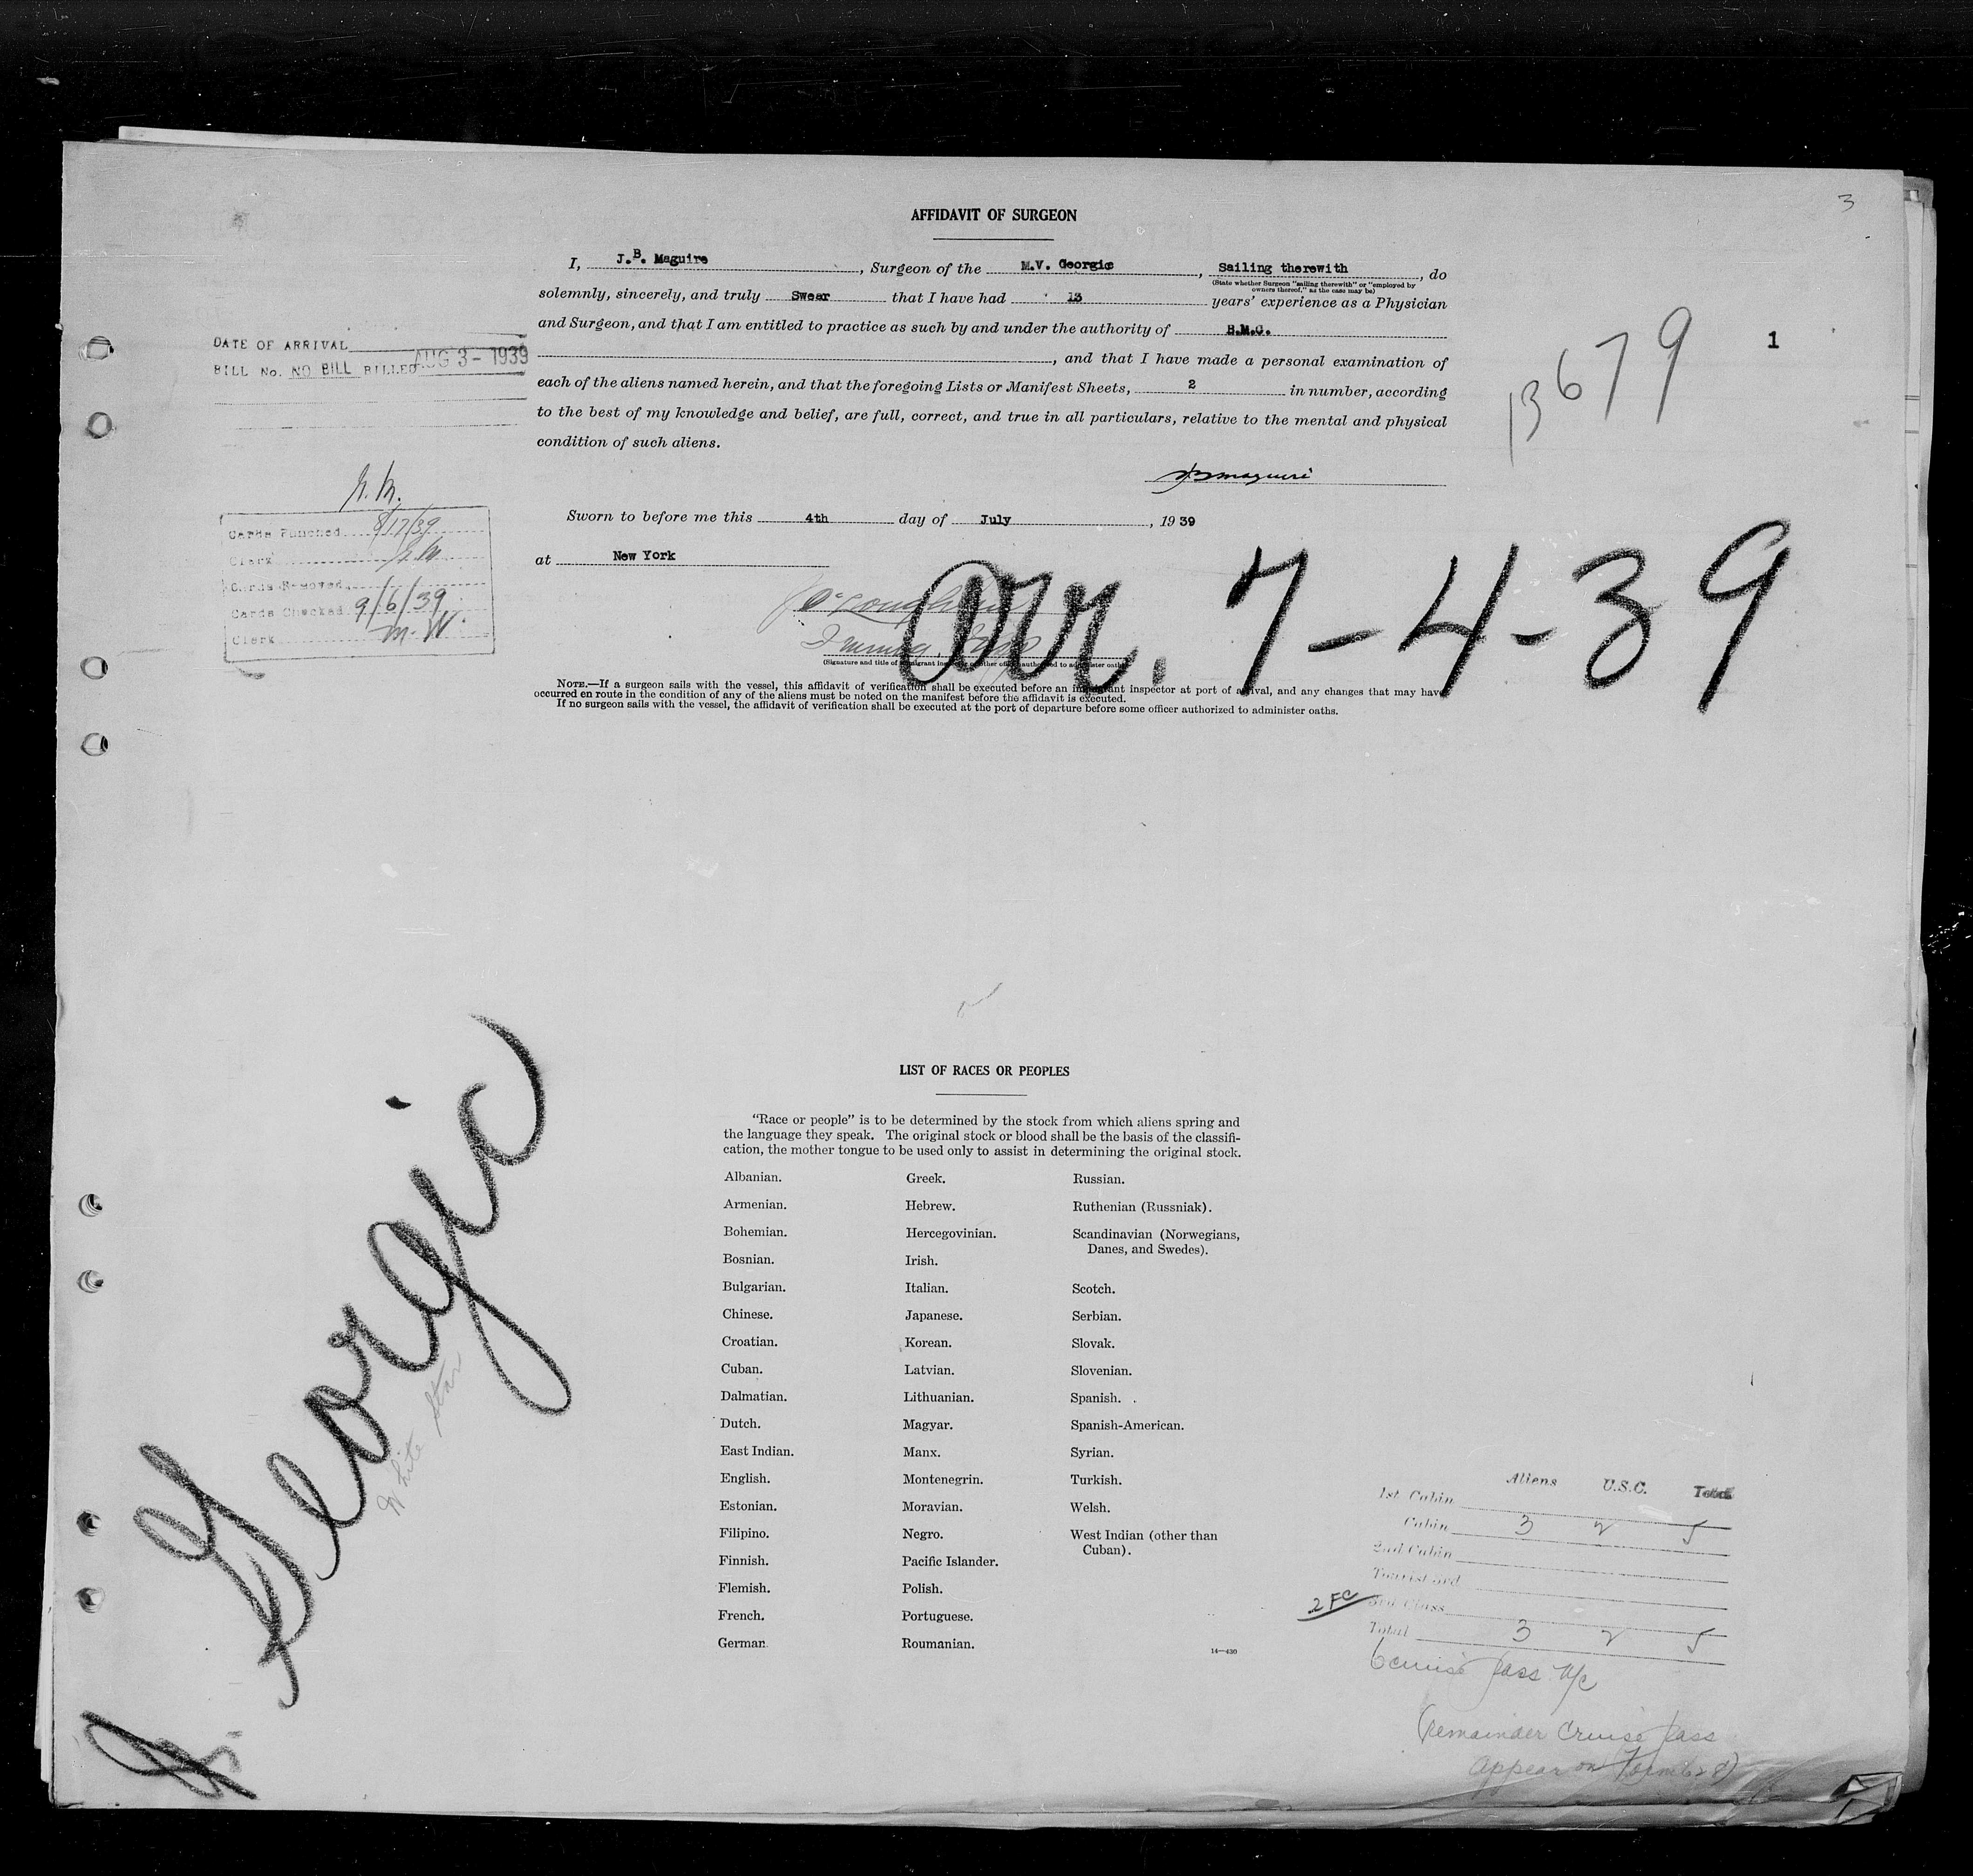 3
AFFIDAVIT OF SURGEON
I, J.B. Maguire, Surgeon of the M.V. Georgic, Sailing therewith, do
(State whether Surgeon "sailing therewith" or "employed by owners thereof," as the case may be)
solemnly, sincerely, and truly Swear that I have had 13 years' experience as a Physician
and Surgeon, and that I am entitled to practice as such by and under the authority of
, and that I have made a personal examination of
each of the aliens named herein, and that the foregoing Lists or Manifest Sheets, 2 in number, according
to the best of my knowledge and belief, are full, correct, and true in all particulars, relative to the mental and physical
condition of such aliens.
JBMaguire
Sworn to before me this 4th day of July, 1939
at New York
(Signature and title of immigrant inspector or other officer authorized to administer oaths)
NOTE.—If a surgeon sails with the vessel, this affidavit of verification shall be executed before an immigrant inspector at port of arrival, and any changes that may have
occurred en route in the condition of any of the aliens must be noted on the manifest before the affidavit is executed.
If no surgeon sails with the vessel, the affidavit of verification shall be executed at the port of departure before some officer authorized to administer oaths.
DATE OF ARRIVAL
BILL No. NO BILL BILLED AUG 3 - 1939
Cards Punched 8/17/39
Clerk
Cards Removed
Cards Checked 9/6/39
Clerk M.W.
13679
1
Arr. 7-4-39
Georgic
White Star
LIST OF RACES OR PEOPLES
"Race or people" is to be determined by the stock from which aliens spring and
the language they speak. The original stock or blood shall be the basis of the classifi-
cation, the mother tongue to be used only to assist in determining the original stock.
Albanian.
Armenian.
Bohemian.
Bosnian.
Bulgarian.
Chinese.
Croatian.
Cuban.
Dalmatian.
Dutch.
East Indian.
English.
Estonian.
Filipino.
Finnish.
Flemish.
French.
German.
Greek.
Hebrew.
Hercegovinian.
Irish.
Italian.
Japanese.
Korean.
Latvian.
Lithuanian.
Magyar.
Manx.
Montenegrin.
Moravian.
Negro.
Pacific Islander.
Polish.
Portuguese.
Roumanian.
Russian.
Ruthenian (Russniak).
Scandinavian (Norwegians,
Danes, and Swedes).
Scotch.
Serbian.
Slovak.
Slovenian.
Spanish.
Spanish-American.
Syrian.
Turkish.
Welsh.
West Indian (other than
Cuban).
14—430
Aliens U.S.C. Total
1st Cabin
Cabin 3 2 5
2nd Cabin
Tourist 3rd
2 FC 3rd Class
Total 3 2 5
6 cruise pass
(Remainder Cruise pass
appear on Form 628)